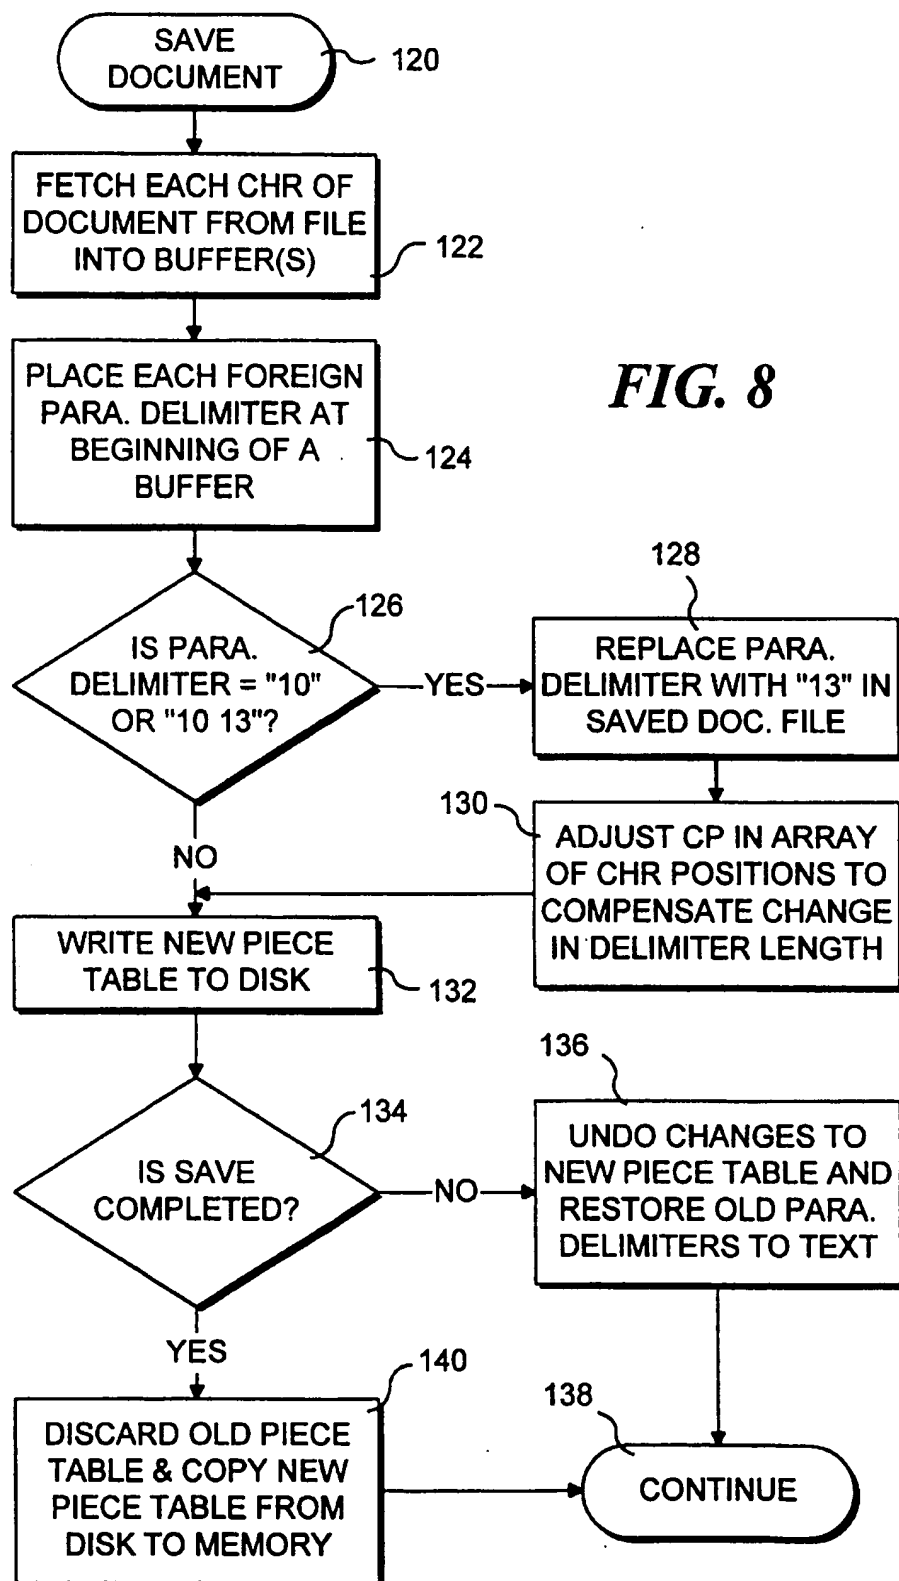 SAVE
DOCUMENT
120
FETCH EACH CHR OF
DOCUMENT FROM FILE
INTO BUFFER(S)
122
PLACE EACH FOREIGN
PARA. DELIMITER AT
BEGINNING OF A
BUFFER
124
FIG. 8
126
IS PARA.
DELIMITER = "10"
OR "10 13"?
YES
128
REPLACE PARA.
DELIMITER WITH "13" IN
SAVED DOC. FILE
NO
130
ADJUST CP IN ARRAY
OF CHR POSITIONS TO
COMPENSATE CHANGE
IN DELIMITER LENGTH
WRITE NEW PIECE
TABLE TO DISK
132
134
IS SAVE
COMPLETED?
NO
136
UNDO CHANGES TO
NEW PIECE TABLE AND
RESTORE OLD PARA.
DELIMITERS TO TEXT
YES
140
DISCARD OLD PIECE
TABLE & COPY NEW
PIECE TABLE FROM
DISK TO MEMORY
138
CONTINUE